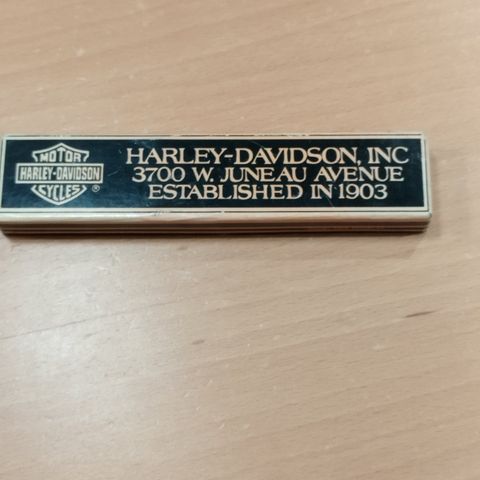 MOTOR
HARLEY-DAVIDSON
CYCLES
®
HARLEY-DAVIDSON, INC
3700 W. JUNEAU AVENUE
ESTABLISHED IN 1903